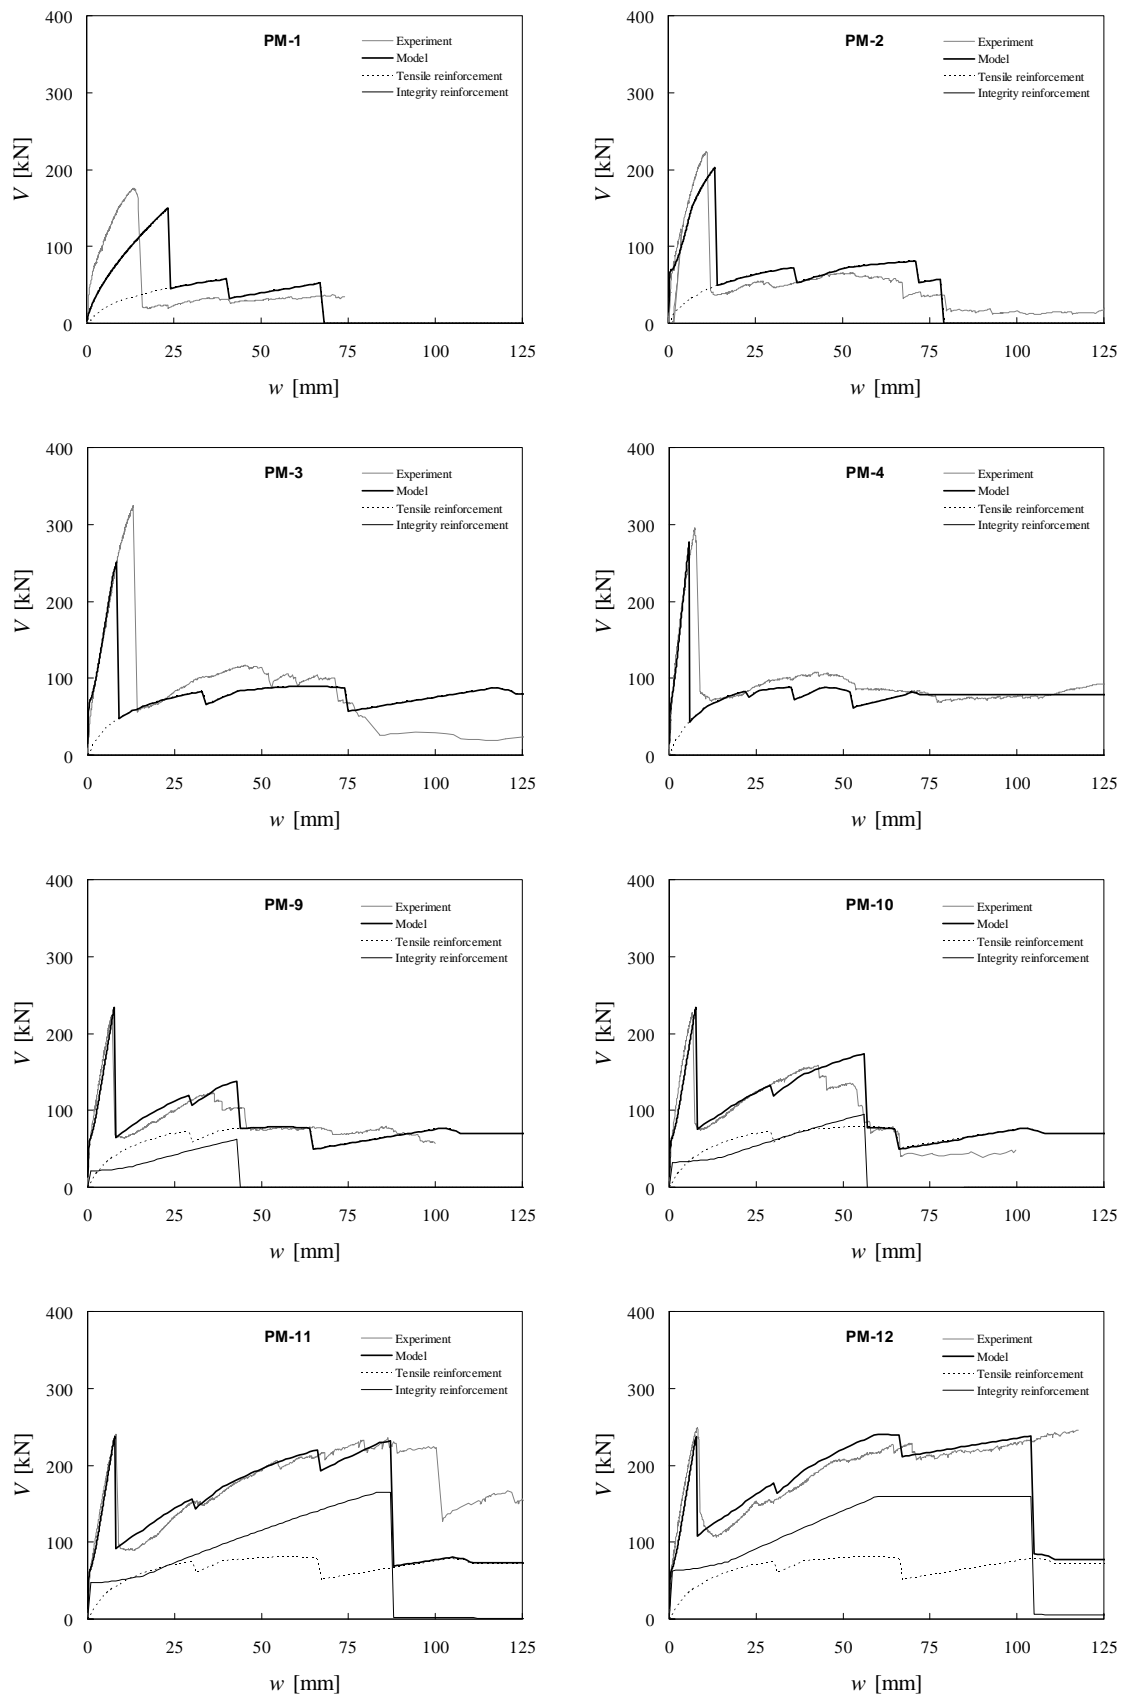 400
300
200
100
0
V [kN]
PM-1
Experiment
Model
Tensile reinforcement
Integrity reinforcement
0 25 50 75 100 125
w [mm]
400
300
200
100
0
V [kN]
PM-2
Experiment
Model
Tensile reinforcement
Integrity reinforcement
0 25 50 75 100 125
w [mm]
400
300
200
100
0
V [kN]
PM-3
Experiment
Model
Tensile reinforcement
Integrity reinforcement
0 25 50 75 100 125
w [mm]
400
300
200
100
0
V [kN]
PM-4
Experiment
Model
Tensile reinforcement
Integrity reinforcement
0 25 50 75 100 125
w [mm]
400
300
200
100
0
V [kN]
PM-9
Experiment
Model
Tensile reinforcement
Integrity reinforcement
0 25 50 75 100 125
w [mm]
400
300
200
100
0
V [kN]
PM-10
Experiment
Model
Tensile reinforcement
Integrity reinforcement
0 25 50 75 100 125
w [mm]
400
300
200
100
0
V [kN]
PM-11
Experiment
Model
Tensile reinforcement
Integrity reinforcement
0 25 50 75 100 125
w [mm]
400
300
200
100
0
V [kN]
PM-12
Experiment
Model
Tensile reinforcement
Integrity reinforcement
0 25 50 75 100 125
w [mm]